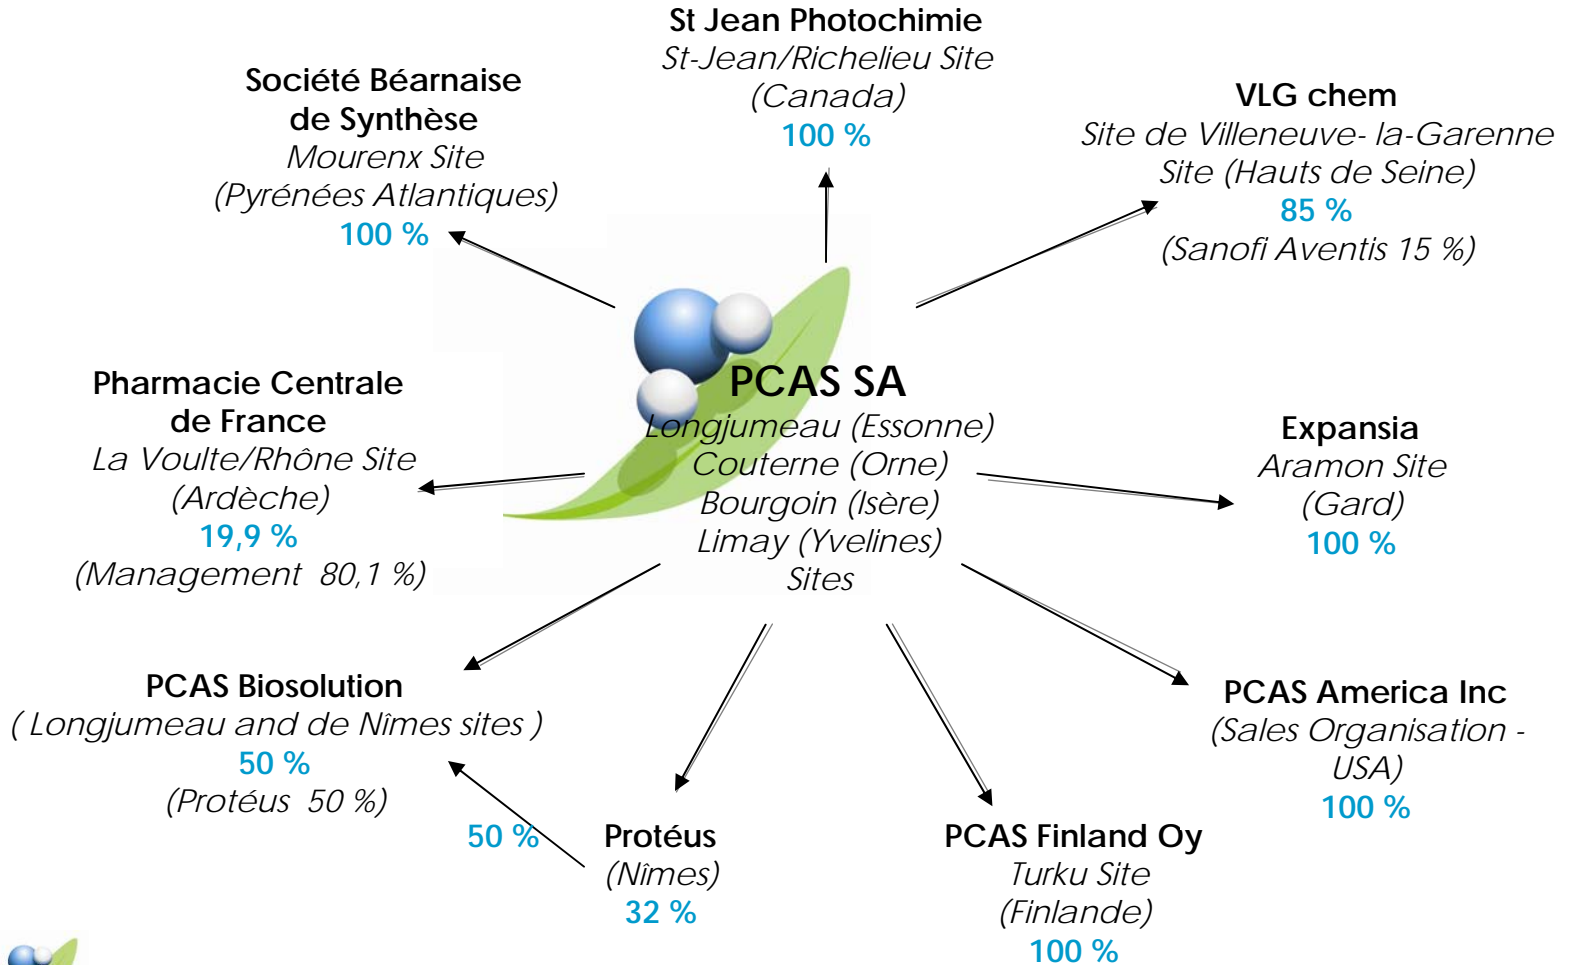 St Jean Photochimie
St-Jean/Richelieu Site
(Canada)
100 %
Société Béarnaise
de Synthèse
Mourenx Site
(Pyrénées Atlantiques)
100 %
VLG chem
Site de Villeneuve- la-Garenne
Site (Hauts de Seine)
85 %
(Sanofi Aventis 15 %)
Pharmacie Centrale
de France
La Voulte/Rhône Site
(Ardèche)
19,9 %
(Management 80,1 %)
PCAS SA
Longjumeau (Essonne)
Couterne (Orne)
Bourgoin (Isère)
Limay (Yvelines)
Sites
Expansia
Aramon Site
(Gard)
100 %
PCAS Biosolution
( Longjumeau and de Nîmes sites )
50 %
(Protéus 50 %)
50 %
Protéus
(Nîmes)
32 %
PCAS Finland Oy
Turku Site
(Finlande)
100 %
PCAS America Inc
(Sales Organisation -
USA)
100 %